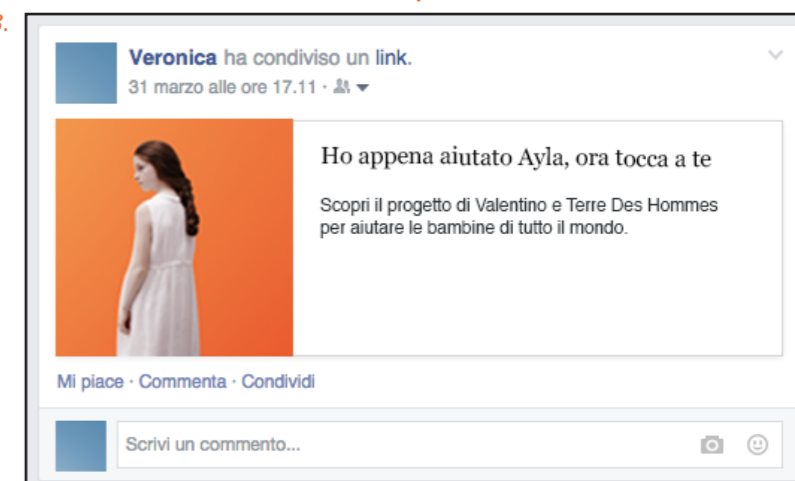 3.
Veronica ha condiviso un link.
31 marzo alle ore 17.11 ·
Ho appena aiutato Ayla, ora tocca a te
Scopri il progetto di Valentino e Terre Des Hommes
per aiutare le bambine di tutto il mondo.
Mi piace · Commenta · Condividi
Scrivi un commento...